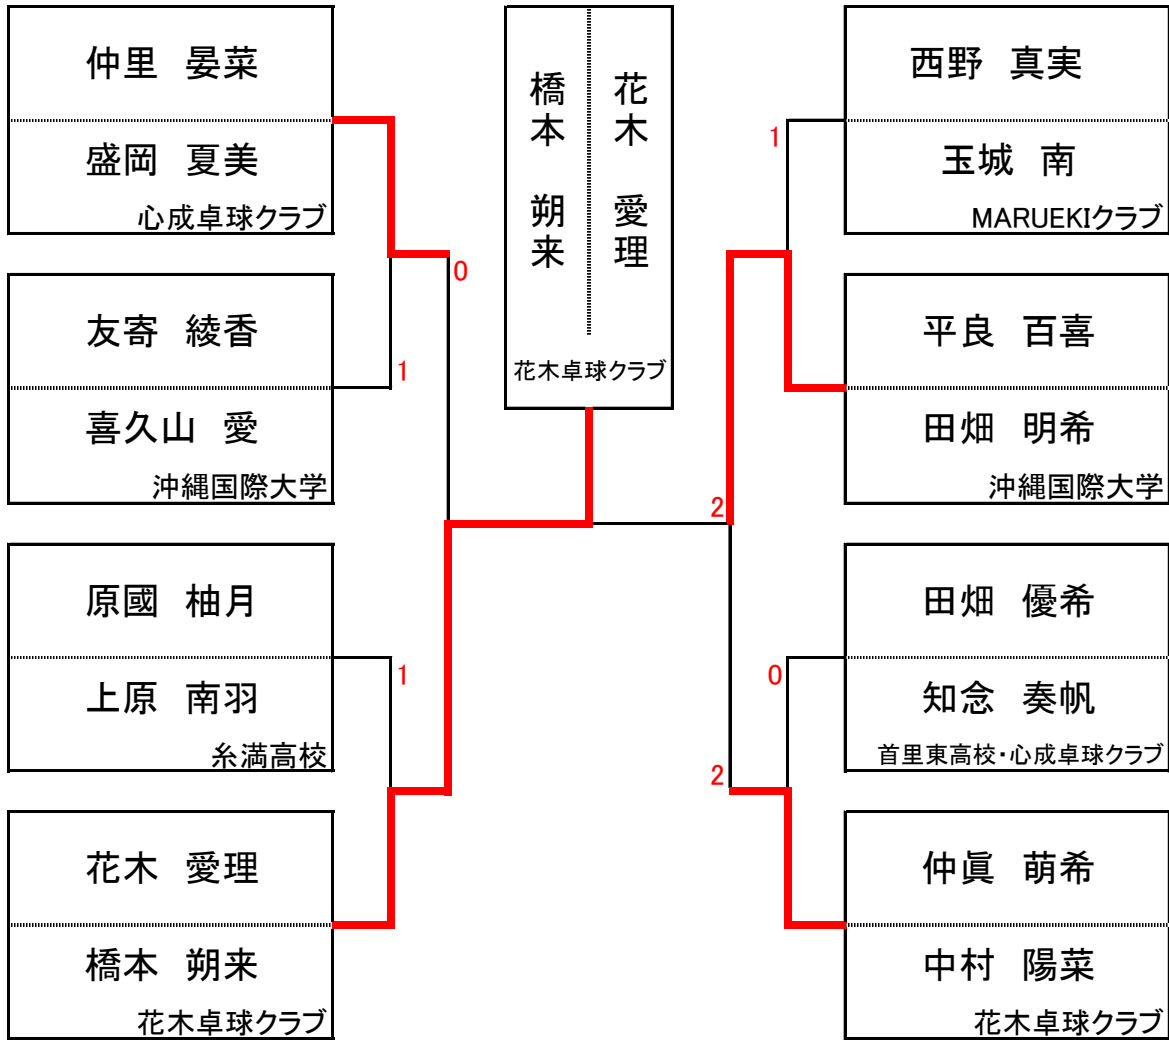 仲里 晏菜
盛岡 夏美
心成卓球クラブ
友寄 綾香
喜久山 愛
沖縄国際大学
原國 柚月
上原 南羽
糸満高校
花木 愛理
橋本 朔来
花木卓球クラブ
0
1
1
花木 愛理
橋本 朔来
花木卓球クラブ
1
2
0
2
西野 真実
玉城 南
MARUEKIクラブ
平良 百喜
田畑 明希
沖縄国際大学
田畑 優希
知念 奏帆
首里東高校・心成卓球クラブ
仲眞 萌希
中村 陽菜
花木卓球クラブ